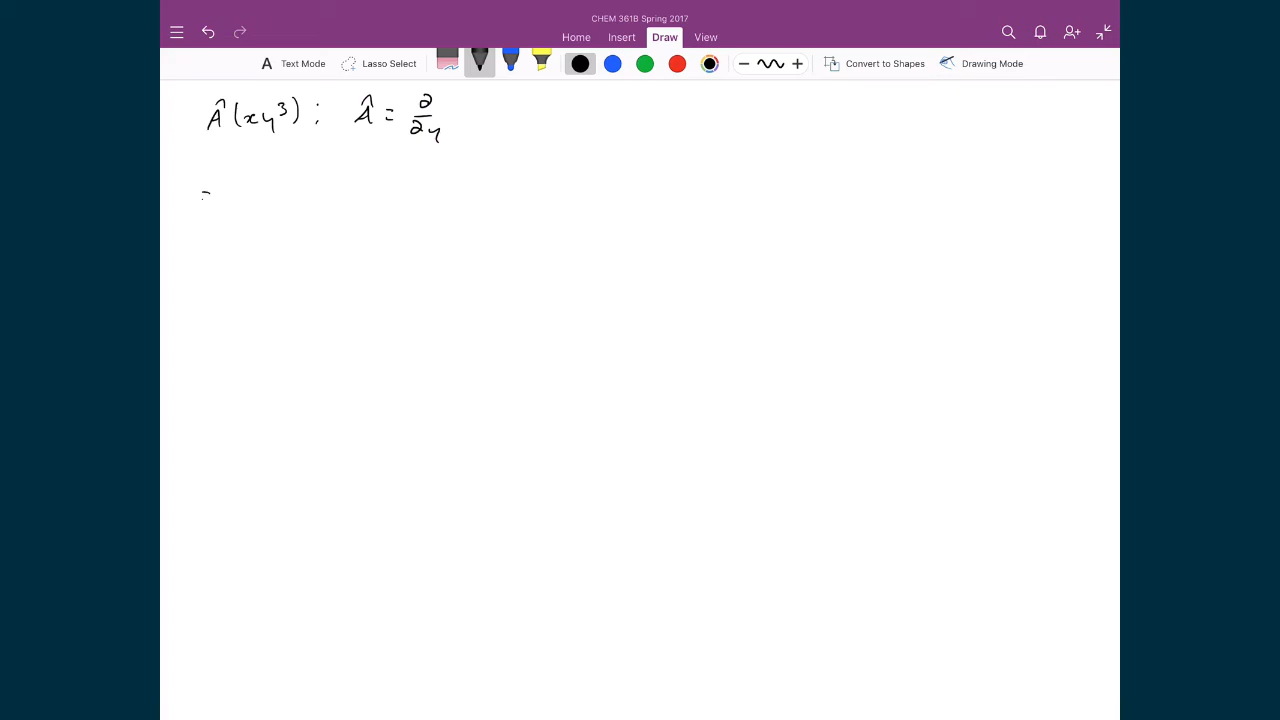 CHEM 361B Spring 2017
Home Insert Draw View
A Text Mode Lasso Select Convert to Shapes Drawing Mode
Â(xy³) : Â = ∂/∂y
=